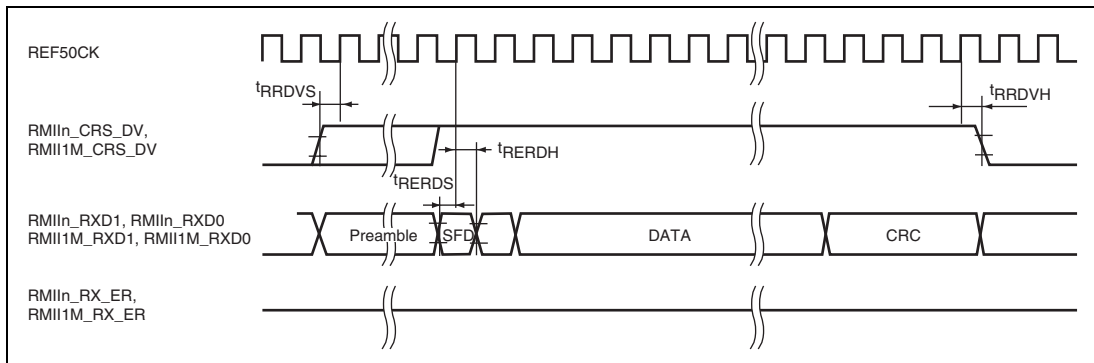 REF50CK
tRRDVS
tRRDVH
RMIIn_CRS_DV,
RMII1M_CRS_DV
tRERDH
tRERDS
RMIIn_RXD1, RMIIn_RXD0
RMII1M_RXD1, RMII1M_RXD0
Preamble
SFD
DATA
CRC
RMIIn_RX_ER,
RMII1M_RX_ER